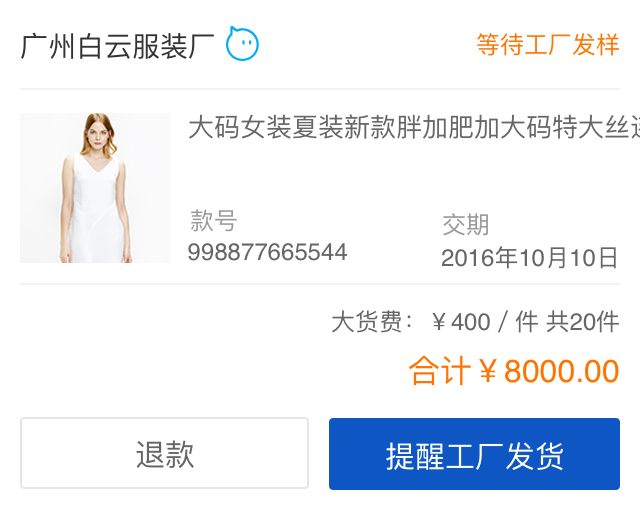 广州白云服装厂
等待工厂发样
大码女装夏装新款胖加肥加大码特大丝
款号
交期
998877665544
2016年10月10日
大货费：￥400 / 件 共20件
合计￥8000.00
退款
提醒工厂发货